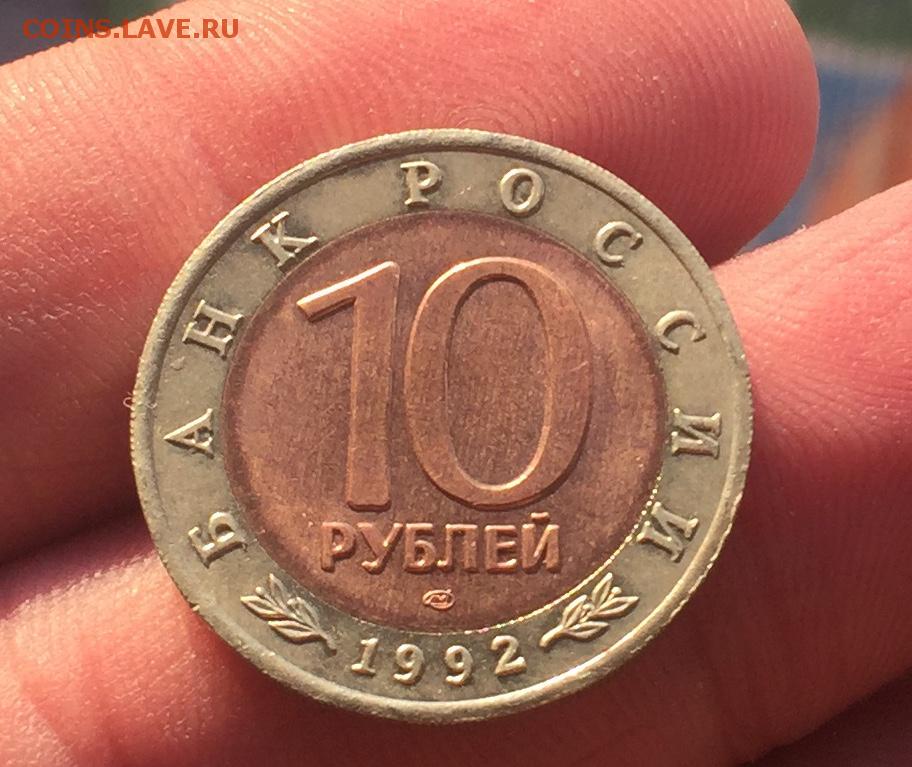 COINS.LAVE.RU
БАНК РОССИИ
10
РУБЛЕЙ
1992